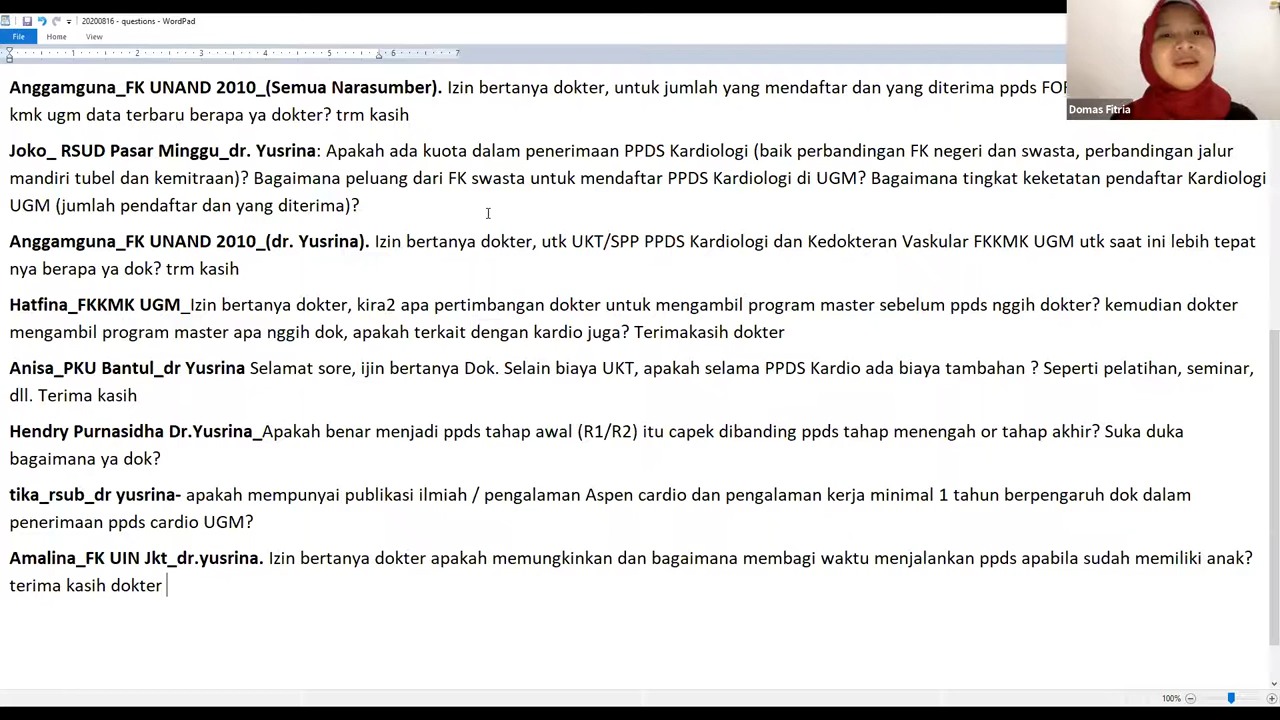 20200816 - questions - WordPad
File Home View
1 2 3 4 5 6 7
Anggamguna_FK UNAND 2010_(Semua Narasumber). Izin bertanya dokter, untuk jumlah yang mendaftar dan yang diterima ppds
kmk ugm data terbaru berapa ya dokter? trm kasih
Joko_ RSUD Pasar Minggu_dr. Yusrina: Apakah ada kuota dalam penerimaan PPDS Kardiologi (baik perbandingan FK negeri dan swasta, perbandingan jalur
mandiri tubel dan kemitraan)? Bagaimana peluang dari FK swasta untuk mendaftar PPDS Kardiologi di UGM? Bagaimana tingkat keketatan pendaftar Kardiologi
UGM (jumlah pendaftar dan yang diterima)?
Anggamguna_FK UNAND 2010_(dr. Yusrina). Izin bertanya dokter, utk UKT/SPP PPDS Kardiologi dan Kedokteran Vaskular FKKMK UGM utk saat ini lebih tepat
nya berapa ya dok? trm kasih
Hatfina_FKKMK UGM_Izin bertanya dokter, kira2 apa pertimbangan dokter untuk mengambil program master sebelum ppds nggih dokter? kemudian dokter
mengambil program master apa nggih dok, apakah terkait dengan kardio juga? Terimakasih dokter
Anisa_PKU Bantul_dr Yusrina Selamat sore, ijin bertanya Dok. Selain biaya UKT, apakah selama PPDS Kardio ada biaya tambahan ? Seperti pelatihan, seminar,
dll. Terima kasih
Hendry Purnasidha Dr.Yusrina_Apakah benar menjadi ppds tahap awal (R1/R2) itu capek dibanding ppds tahap menengah or tahap akhir? Suka duka
bagaimana ya dok?
tika_rsub_dr yusrina- apakah mempunyai publikasi ilmiah / pengalaman Aspen cardio dan pengalaman kerja minimal 1 tahun berpengaruh dok dalam
penerimaan ppds cardio UGM?
Amalina_FK UIN Jkt_dr.yusrina. Izin bertanya dokter apakah memungkinkan dan bagaimana membagi waktu menjalankan ppds apabila sudah memiliki anak?
terima kasih dokter
Domas Fitria
100%